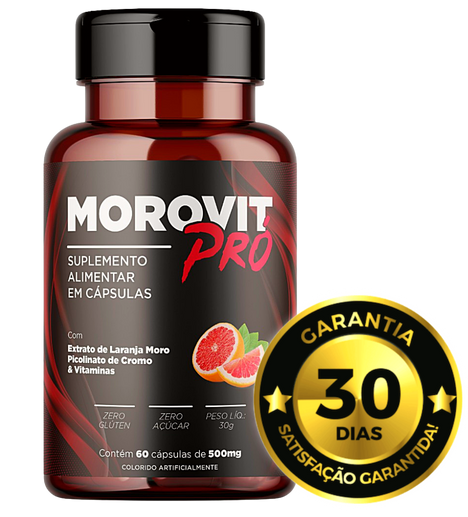 MOROVIT
PRÓ
SUPLEMENTO
ALIMENTAR
EM CÁPSULAS
Com
Extrato de Laranja Moro
Picolinato de Cromo
& Vitaminas
ZERO
GLÚTEN
ZERO
AÇÚCAR
PESO LÍQ.:
30g
Contém 60 cápsulas de 500mg
COLORIDO ARTIFICIALMENTE
GARANTIA
30
DIAS
SATISFAÇÃO GARANTIDA!